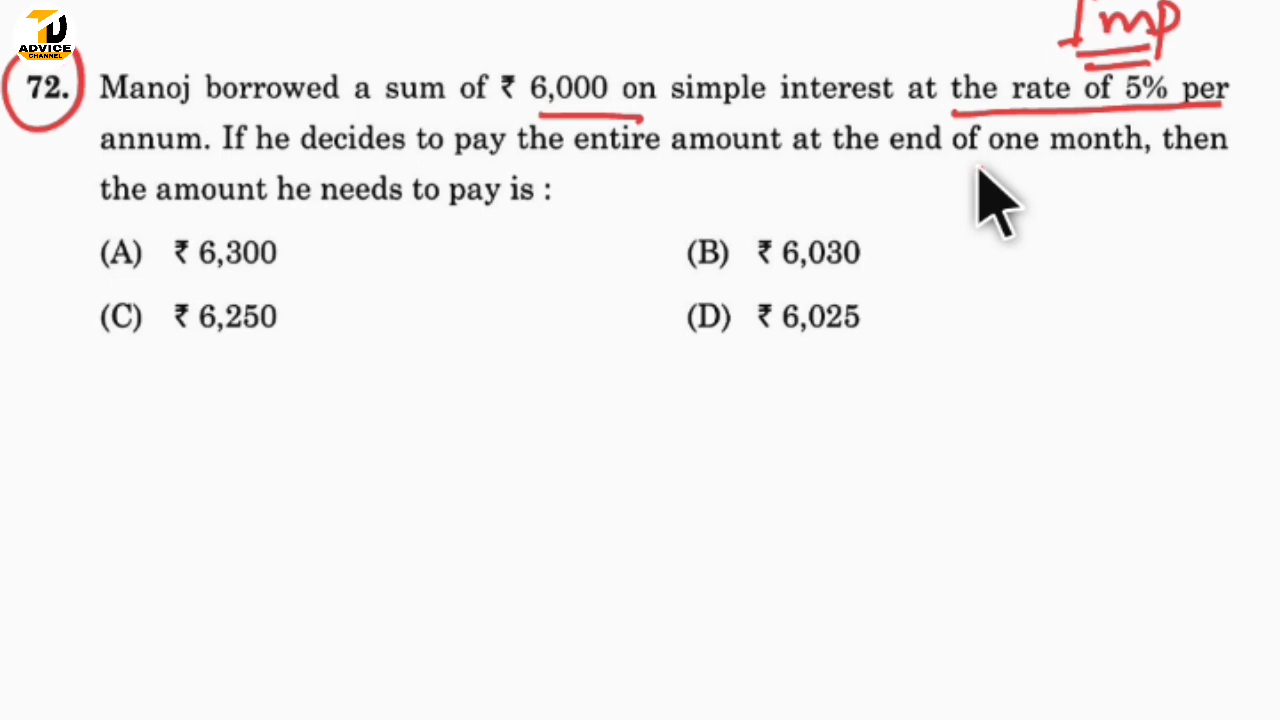 TD
ADVICE
CHANNEL
Imp
72. Manoj borrowed a sum of ₹ 6,000 on simple interest at the rate of 5% per
annum. If he decides to pay the entire amount at the end of one month, then
the amount he needs to pay is :
(A) ₹ 6,300 (B) ₹ 6,030
(C) ₹ 6,250 (D) ₹ 6,025